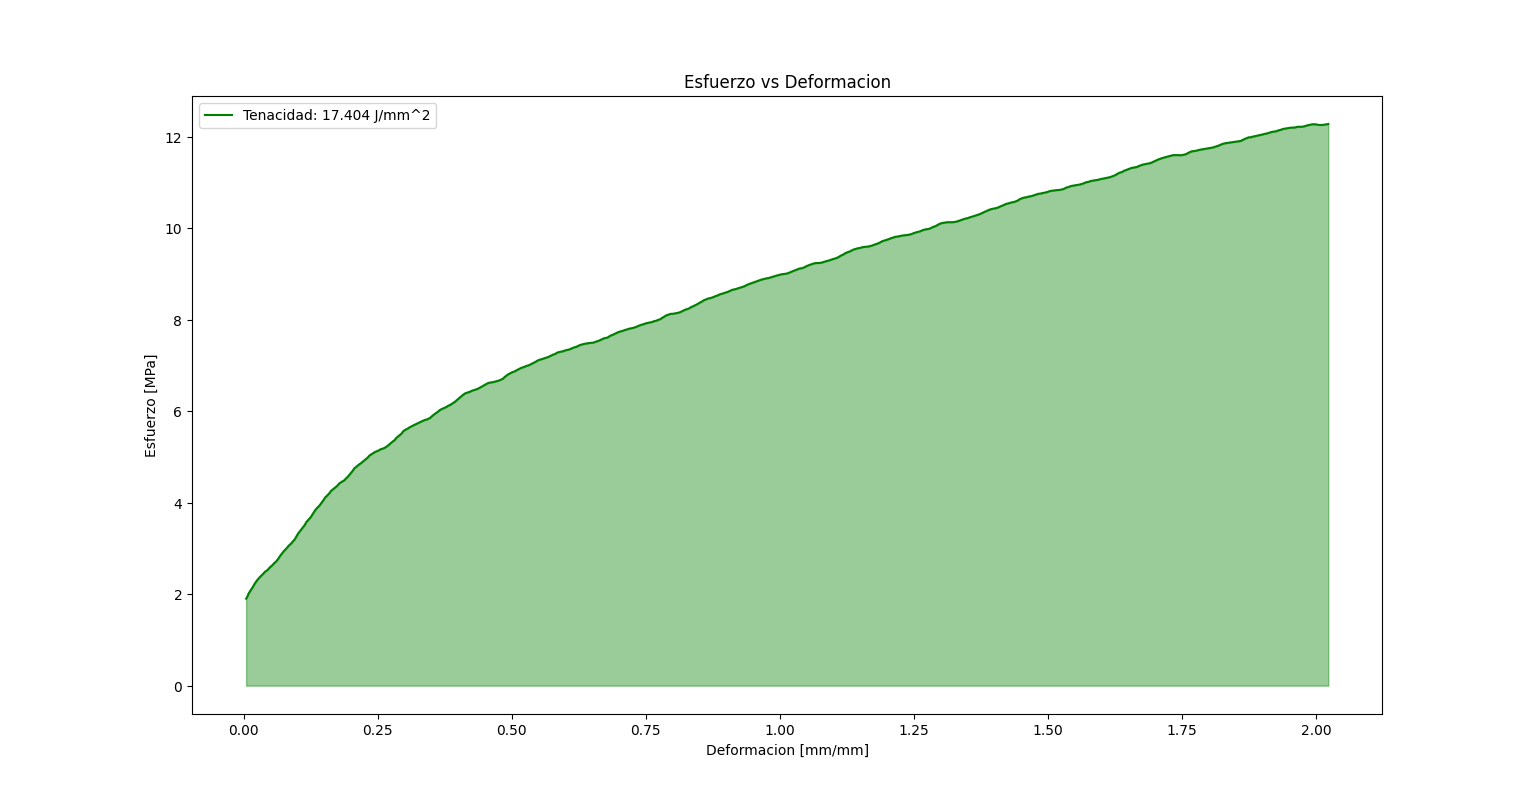 Esfuerzo vs Deformacion
Tenacidad: 17.404 J/mm^2
12
10
8
6
4
2
0
Esfuerzo [MPa]
0.00 0.25 0.50 0.75 1.00 1.25 1.50 1.75 2.00
Deformacion [mm/mm]